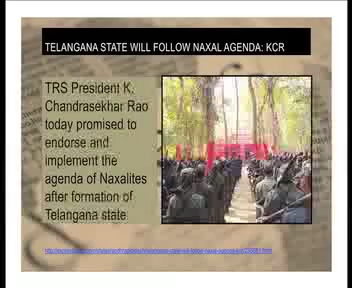 TELANGANA STATE WILL FOLLOW NAXAL AGENDA: KCR
TRS President K.
Chandrasekhar Rao
today promised to
endorse and
implement the
agenda of Naxalites
after formation of
Telangana state